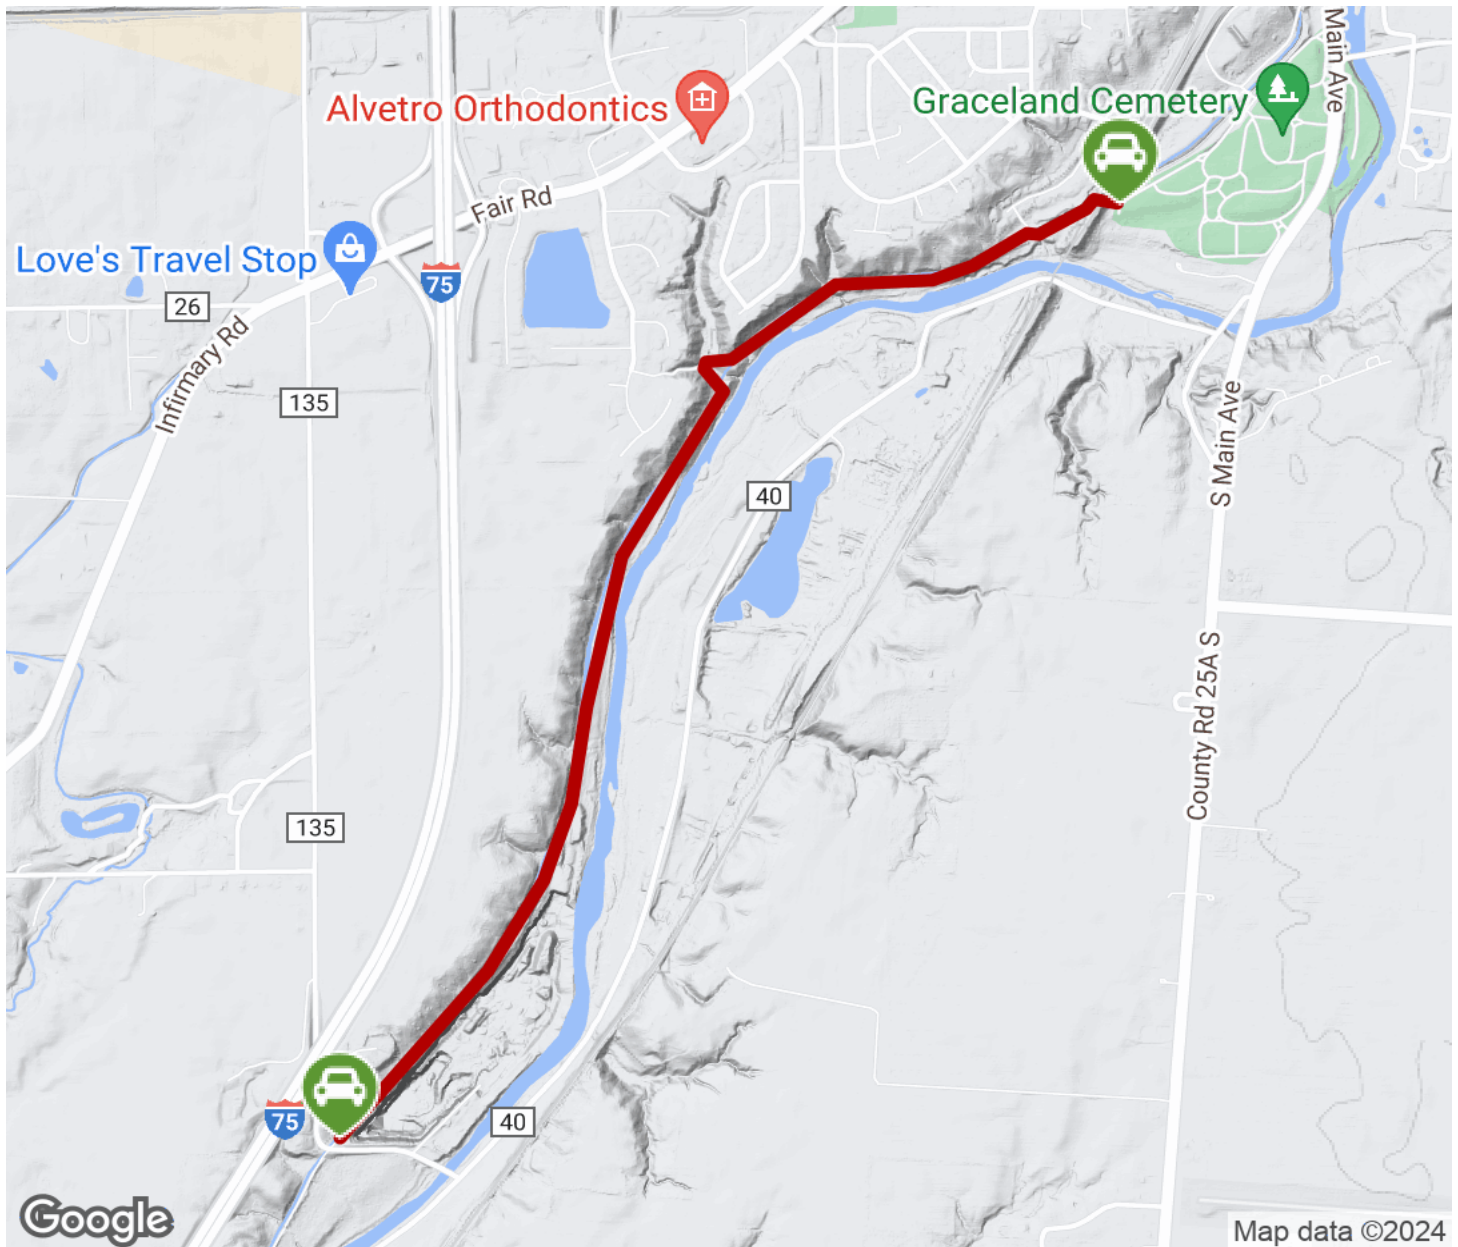 Main Ave
Alvetro Orthodontics
Graceland Cemetery
Fair Rd
Love's Travel Stop
75
26
Infirmary Rd
135
S Main Ave
40
County Rd 25A S
135
75
40
Google
Map data ©2024